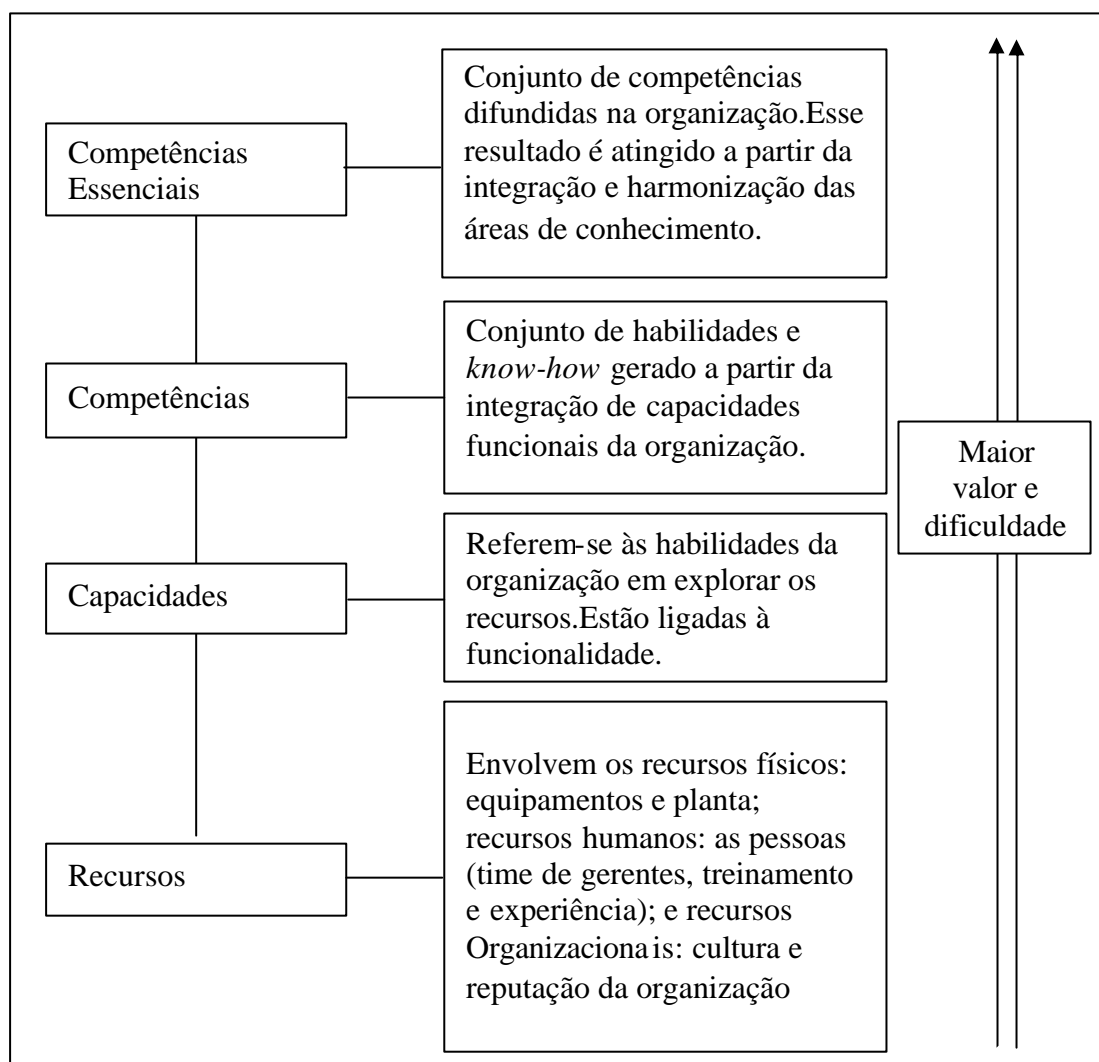 Competências
Essenciais
Conjunto de competências
difundidas na organização.Esse
resultado é atingido a partir da
integração e harmonização das
áreas de conhecimento.
Competências
Conjunto de habilidades e
know-how gerado a partir da
integração de capacidades
funcionais da organização.
Capacidades
Referem-se às habilidades da
organização em explorar os
recursos.Estão ligadas à
funcionalidade.
Recursos
Envolvem os recursos físicos:
equipamentos e planta;
recursos humanos: as pessoas
(time de gerentes, treinamento
e experiência); e recursos
Organizacionais: cultura e
reputação da organização
Maior
valor e
dificuldade